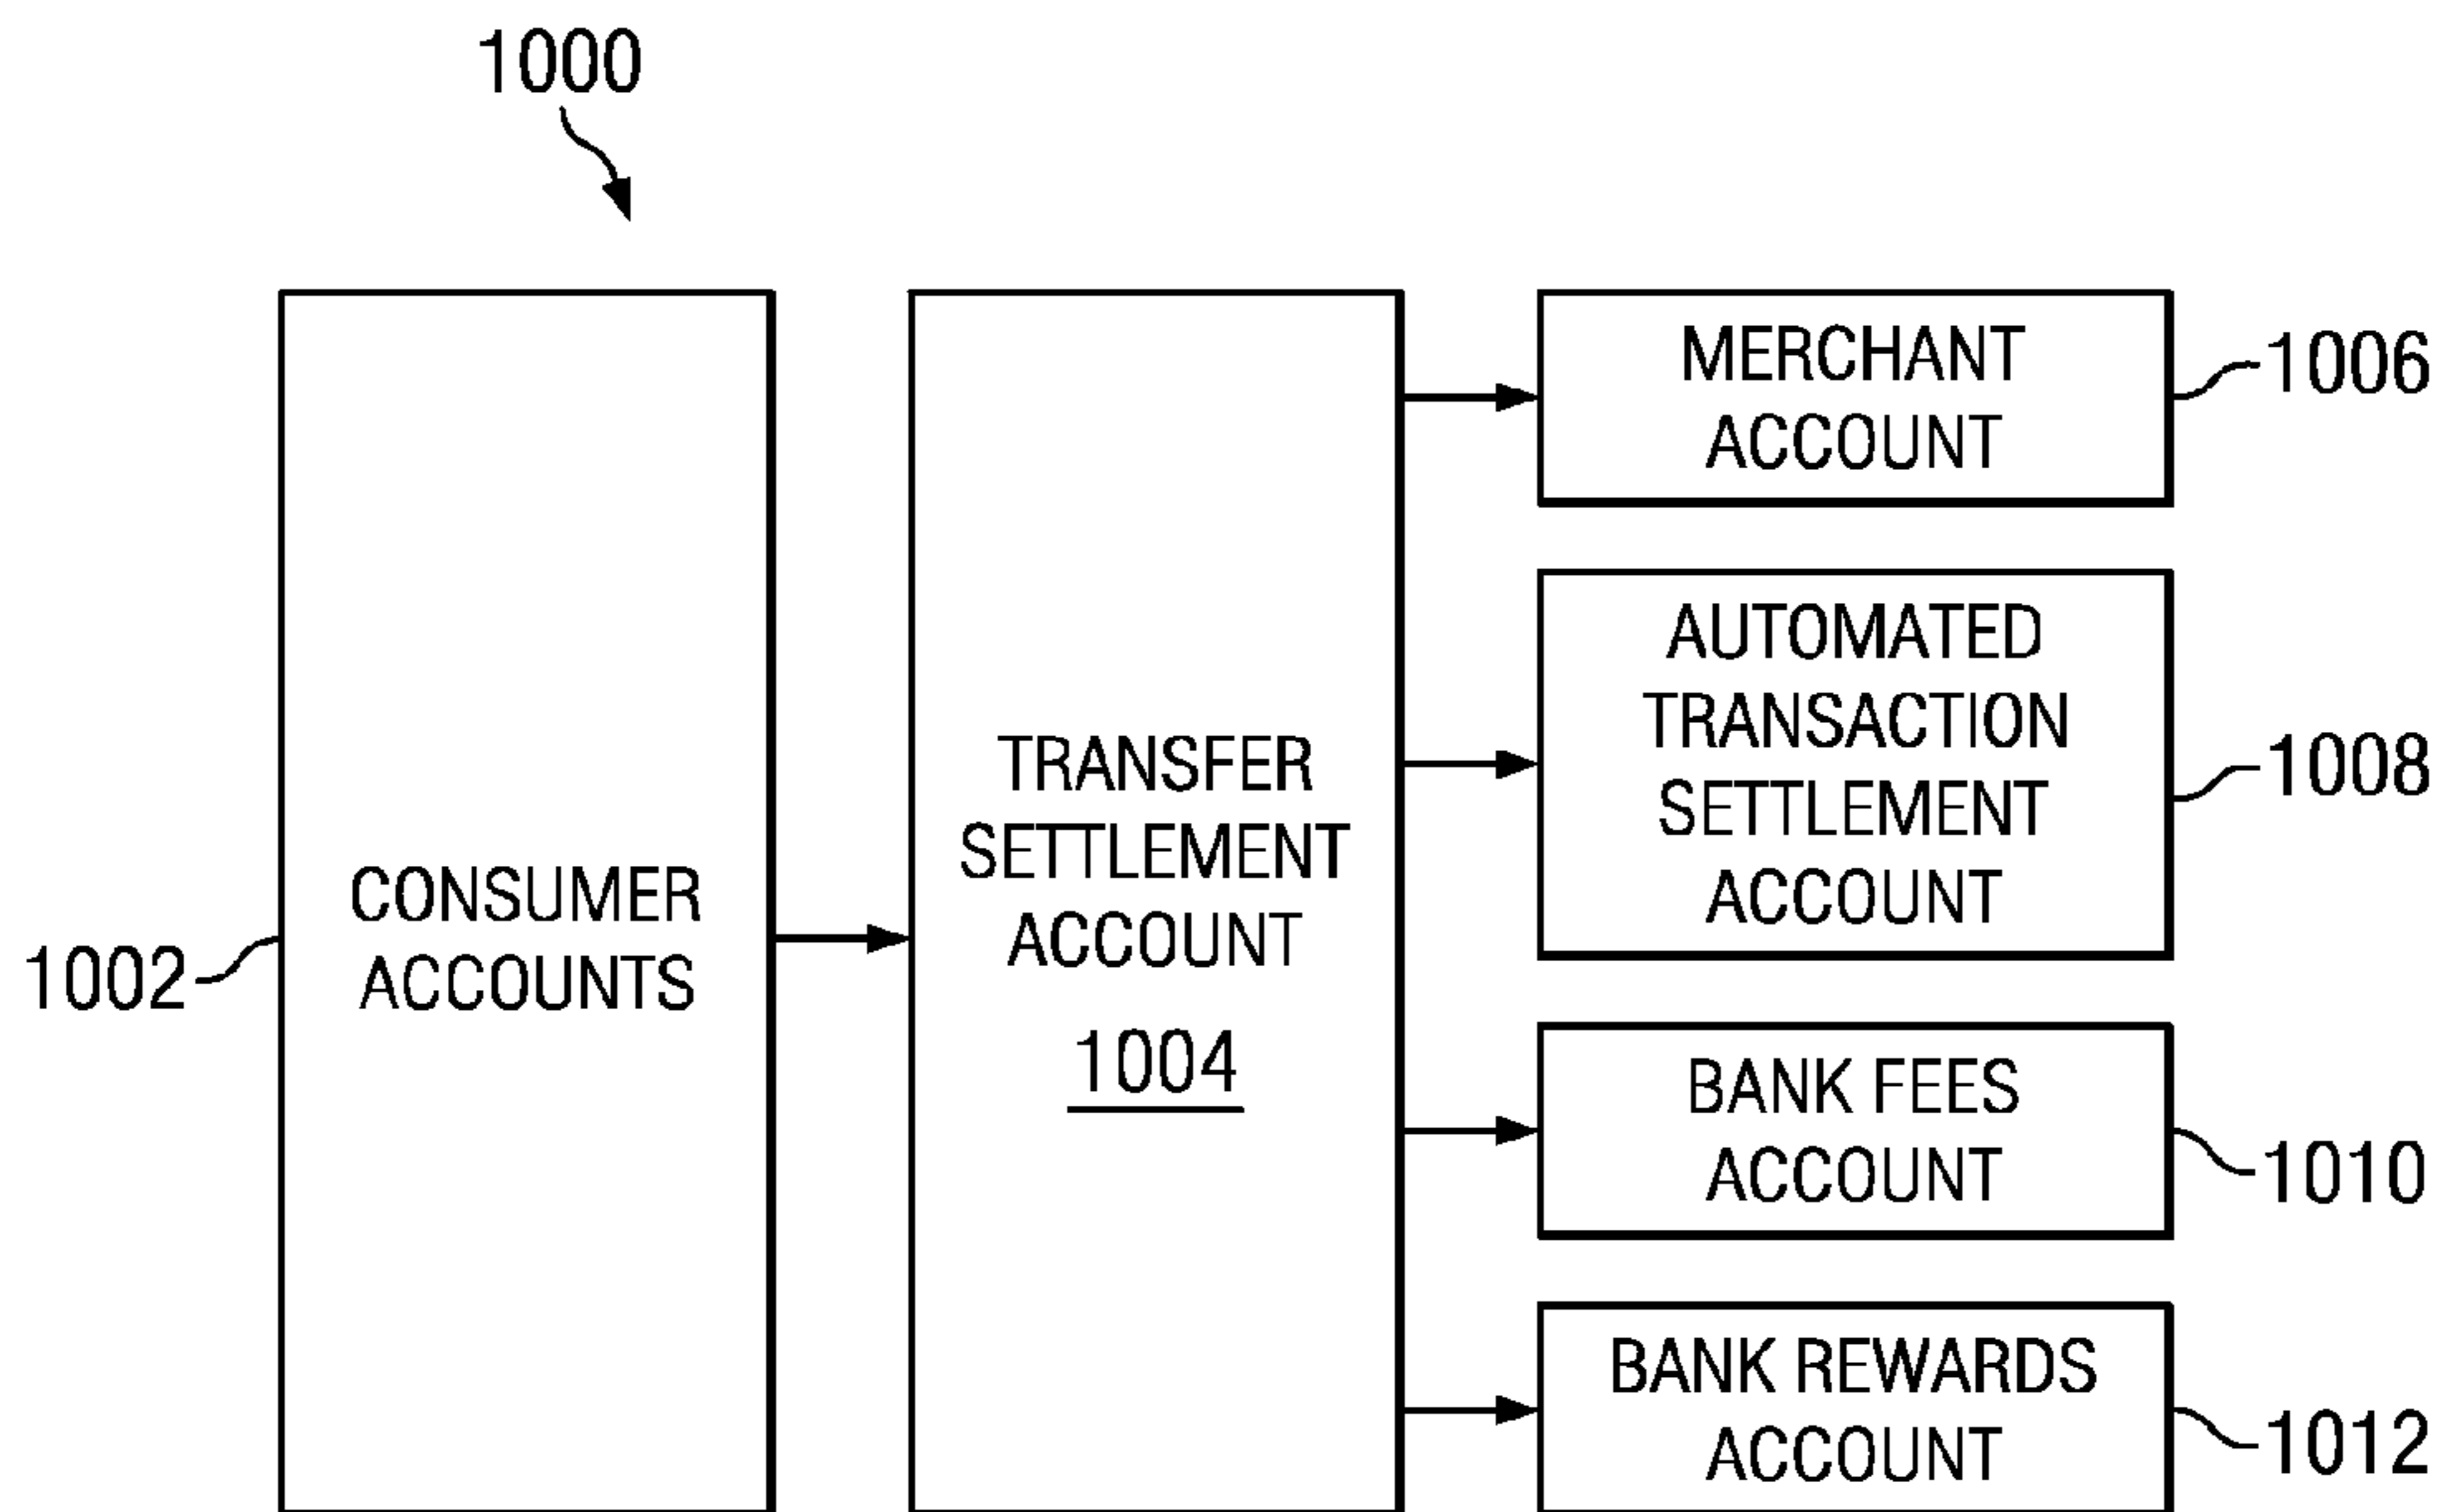 1000
1002
CONSUMER
ACCOUNTS
TRANSFER
SETTLEMENT
ACCOUNT
1004
MERCHANT
ACCOUNT
1006
AUTOMATED
TRANSACTION
SETTLEMENT
ACCOUNT
1008
BANK FEES
ACCOUNT
1010
BANK REWARDS
ACCOUNT
1012